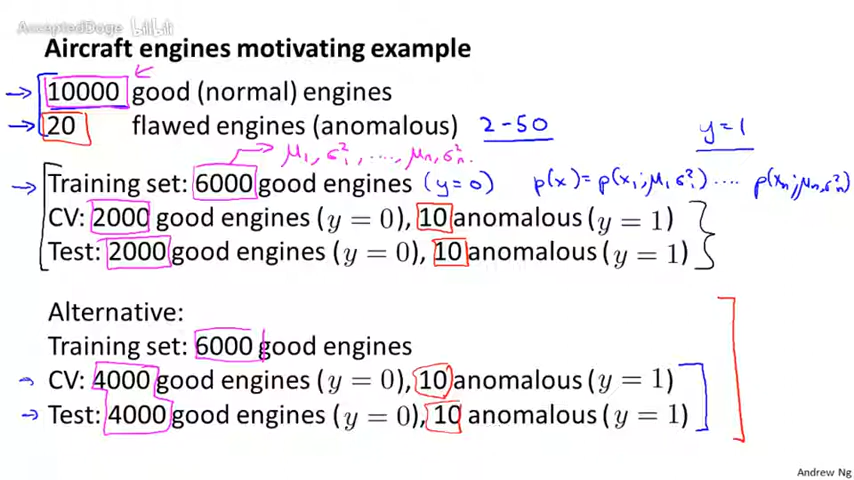 AcceptedDoge bilibili
Aircraft engines motivating example
→ 10000 good (normal) engines
→ 20 flawed engines (anomalous) 2-50 y=1
μ₁, σ₁², ...., μₙ, σₙ².
→ Training set: 6000 good engines (y=0) p(x)=p(x₁;μ₁,σ₁²).... p(xₙ;μₙ,σₙ²)
CV: 2000 good engines (y = 0), 10 anomalous (y = 1)
Test: 2000 good engines (y = 0), 10 anomalous (y = 1)
Alternative:
Training set: 6000 good engines
→ CV: 4000 good engines (y = 0), 10 anomalous (y = 1)
→ Test: 4000 good engines (y = 0), 10 anomalous (y = 1)
Andrew Ng